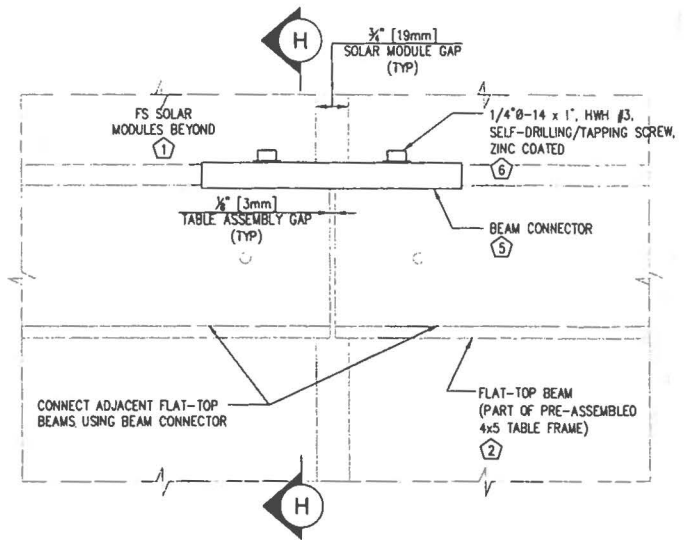 H
¾" [19mm]
SOLAR MODULE GAP
(TYP)
FS SOLAR
MODULES BEYOND
1
1/4"Ø-14 x 1", HWH #3,
SELF-DRILLING/TAPPING SCREW,
ZINC COATED
6
⅛" [3mm]
TABLE ASSEMBLY GAP
(TYP)
BEAM CONNECTOR
5
CONNECT ADJACENT FLAT-TOP
BEAMS USING BEAM CONNECTOR
FLAT-TOP BEAM
(PART OF PRE-ASSEMBLED
4x5 TABLE FRAME)
2
H